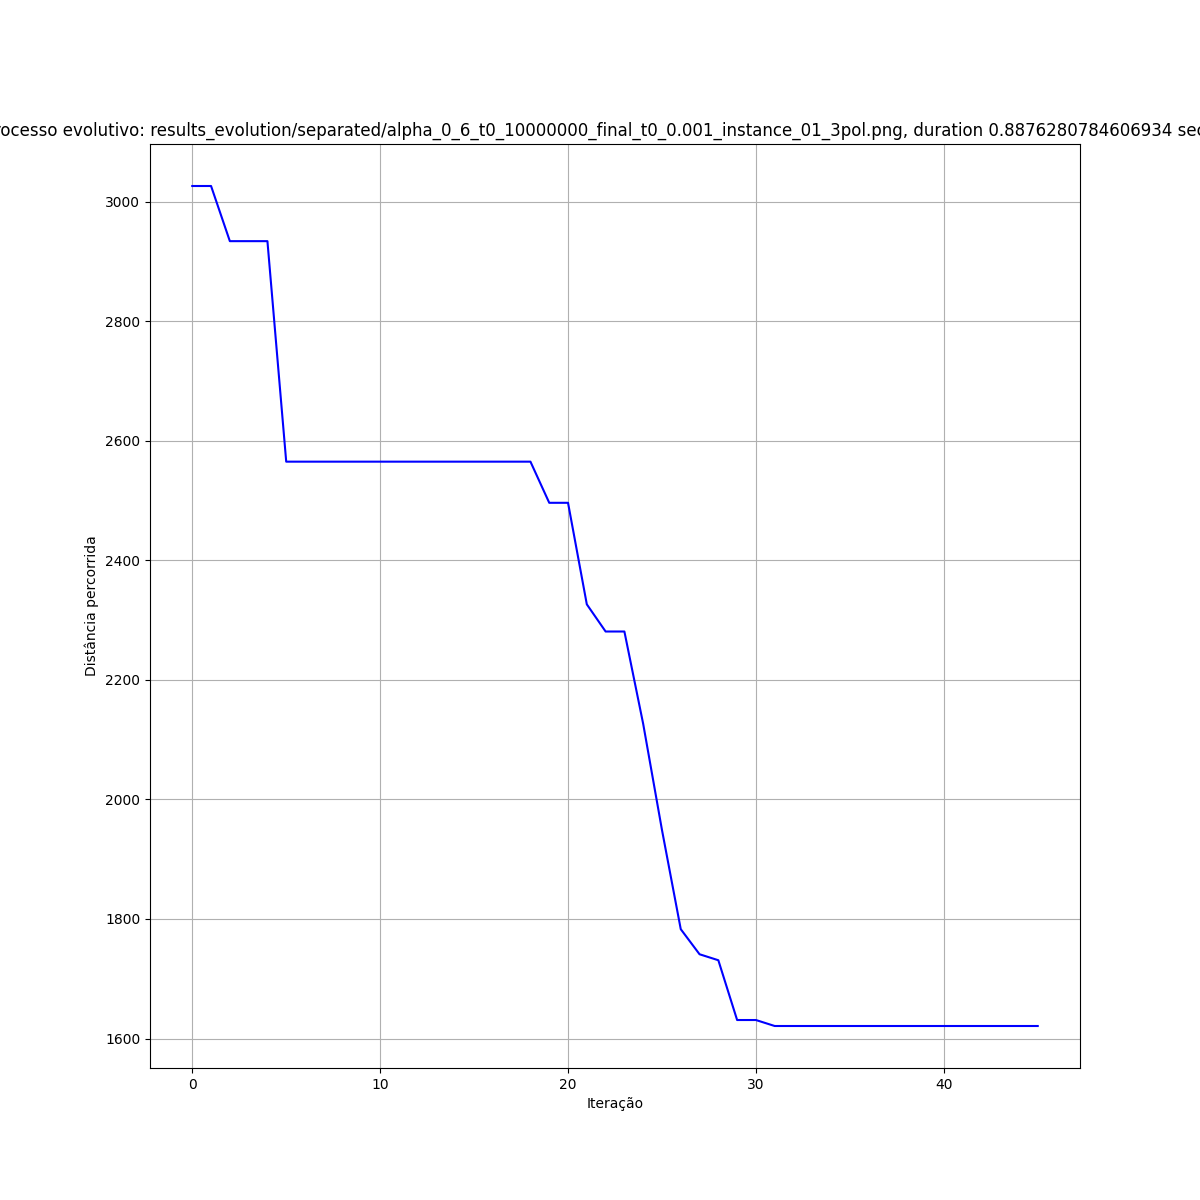 ocesso evolutivo: results_evolution/separated/alpha_0_6_t0_10000000_final_t0_0.001_instance_01_3pol.png, duration 0.8876280784606934 sec
3000
2800
2600
2400
2200
2000
1800
1600
Distância percorrida
0 10 20 30 40
Iteração